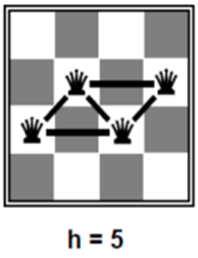 h = 5